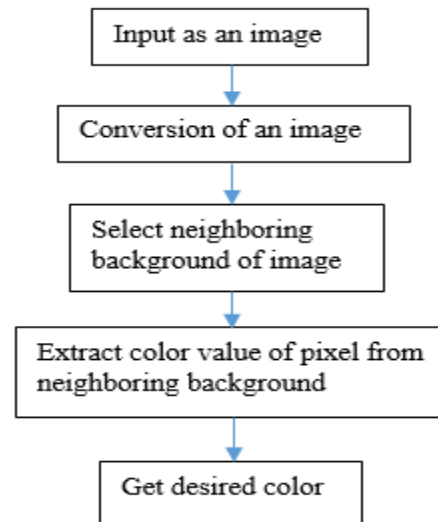 Input as an image
Conversion of an image
Select neighboring
background of image
Extract color value of pixel from
neighboring background
Get desired color